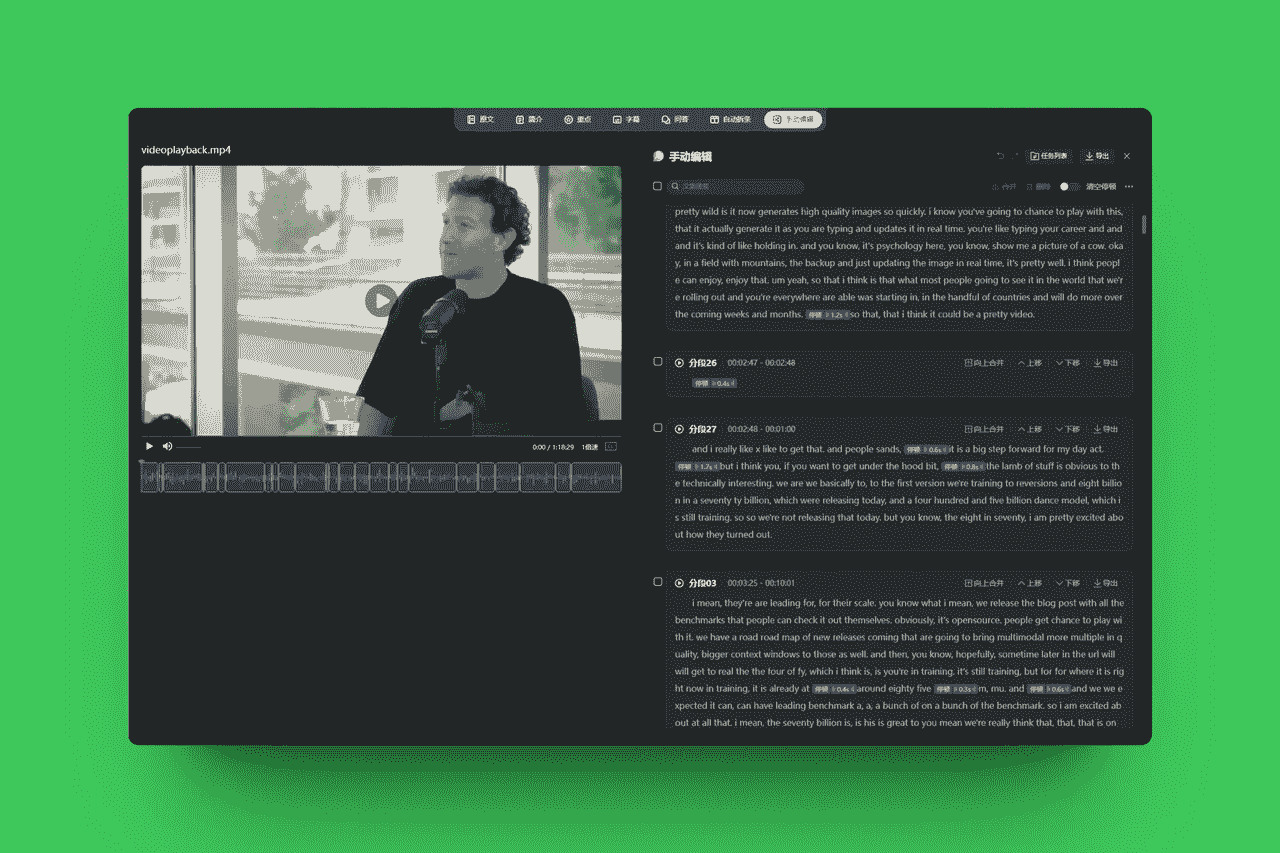 原文 简介 重点 字幕 问答 自动拆条 手动编辑
videoplayback.mp4
0:00 / 1:18:29 1倍速
手动编辑 任务列表 导出
文案搜索 合并 删除 清空停顿
pretty wild is it now generates high quality images so quickly. i know you've going to chance to play with this,
that it actually generate it as you are typing and updates it in real time. you're like typing your career and and
and it's kind of like holding in. and you know, it's psychology here, you know, show me a picture of a cow. oka
y, in a field with mountains, the backup and just updating the image in real time, it's pretty well. i think peopl
e can enjoy, enjoy that. um yeah, so that i think is that what most people going to see it in the world that we'r
e rolling out and you're everywhere are able was starting in, in the handful of countries and will do more over
the coming weeks and months. 停顿 1.2s so that, that i think it could be a pretty video.
分段26 00:02:47 - 00:02:48 向上合并 上移 下移 导出
停顿 0.4s
分段27 00:02:48 - 00:01:00 向上合并 上移 下移 导出
and i really like x like to get that. and people sands, 停顿 0.6s it is a big step forward for my day act.
停顿 1.7s but i think you, if you want to get under the hood bit, 停顿 0.8s the lamb of stuff is obvious to th
e technically interesting. we are we basically to, to the first version we're training to reversions and eight billio
n in a seventy ty billion, which were releasing today, and a four hundred and five billion dance model, which i
s still training. so so we're not releasing that today. but you know, the eight in seventy, i am pretty excited abo
ut how they turned out.
分段03 00:03:25 - 00:10:01 向上合并 上移 下移 导出
i mean, they're are leading for, for their scale. you know what i mean, we release the blog post with all the
benchmarks that people can check it out themselves. obviously, it's opensource. people get chance to play wi
th it. we have a road road map of new releases coming that are going to bring multimodal more multiple in q
uality, bigger context windows to those as well. and then, you know, hopefully, sometime later in the url will
will get to real the the four of fy, which i think is, is you're in training, it's still training, but for for where it is rig
ht now in training, it is already at 停顿 0.4s around eighty five 停顿 0.3s m, mu. and 停顿 0.6s and we we e
xpected it can, can have leading benchmark a, a, a bunch of on a bunch of the benchmark. so i am excited ab
out at all that. i mean, the seventy billion is, is his is great to you mean we're really think that, that, that is on